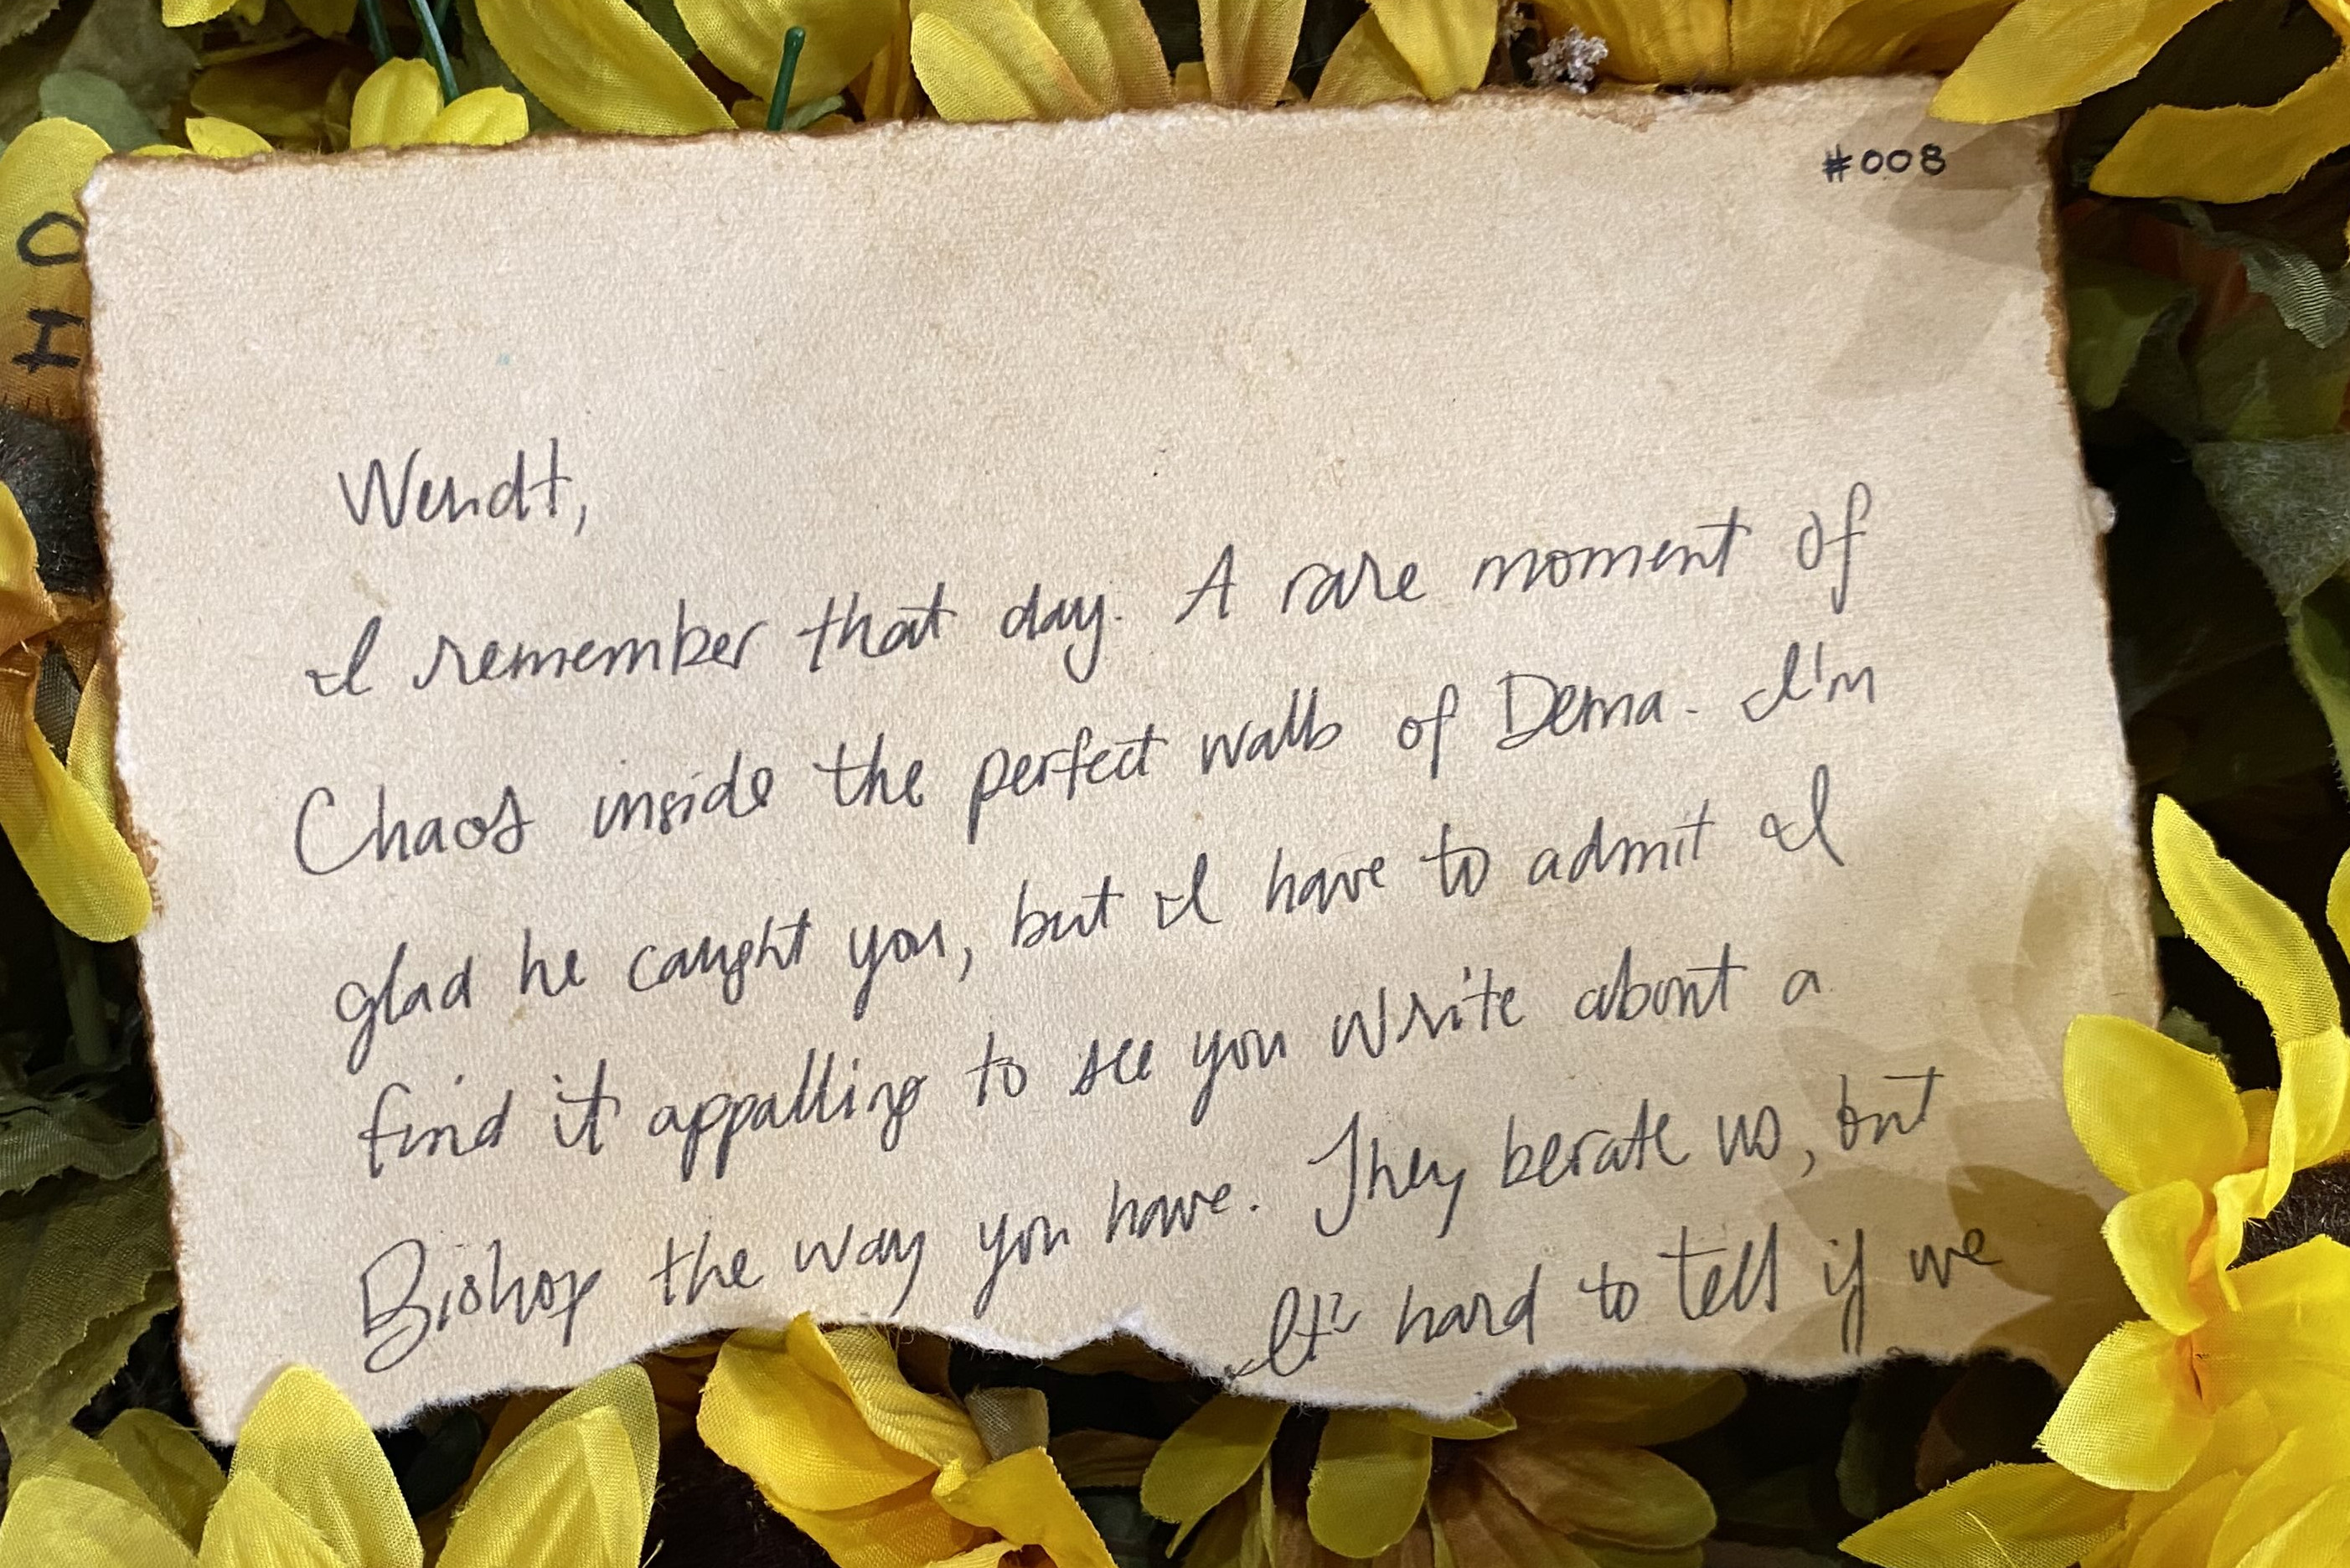 #008
O
I
Wendt,
I remember that day. A rare moment of
Chaos inside the perfect walls of Dema. I'm
glad he caught you, but I have to admit I
find it appalling to see you write about a
Bishop the way you have. They berate us, but
It's hard to tell if we